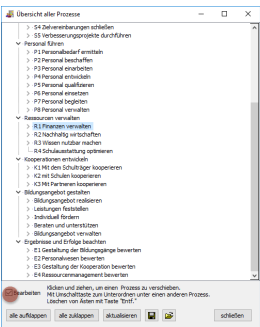 Übersicht aller Prozesse
S4 Zielvereinbarungen schließen
S5 Verbesserungsprojekte durchführen
Personal führen
P1 Personalbedarf ermitteln
P2 Personal beschaffen
P3 Personal einarbeiten
P4 Personal entwickeln
P5 Personal qualifizieren
P6 Personal einsetzen
P7 Personal begleiten
P8 Personal verwalten
Ressourcen verwalten
R1 Finanzen verwalten
R2 Nachhaltig wirtschaften
R3 Wissen nutzbar machen
R4 Schulausstattung optimieren
Kooperationen entwickeln
K1 Mit dem Schulträger kooperieren
K2 mit Schulen kooperieren
K3 Mit Partneren kooperieren
Bildungsangebot gestalten
Bildungsangebot realisieren
Leistungen feststellen
Individuell fördern
Beraten und unterstützen
Bildungsangebot verwalten
Ergebnisse und Erfolge beachten
E1 Gestaltung der Bildungsgänge bewerten
E2 Personalwesen bewerten
E3 Gestaltung der Kooperation bewerten
E4 Ressourcenmanagement bewerten
bearbeiten
Klicken und ziehen, um einen Prozess zu verschieben.
Mit Umschalttaste zum Unterordnen unter einen anderen Prozess.
Löschen von Ästen mit Taste "Entf."
alle aufklappen
alle zuklappen
aktualisieren
schließen